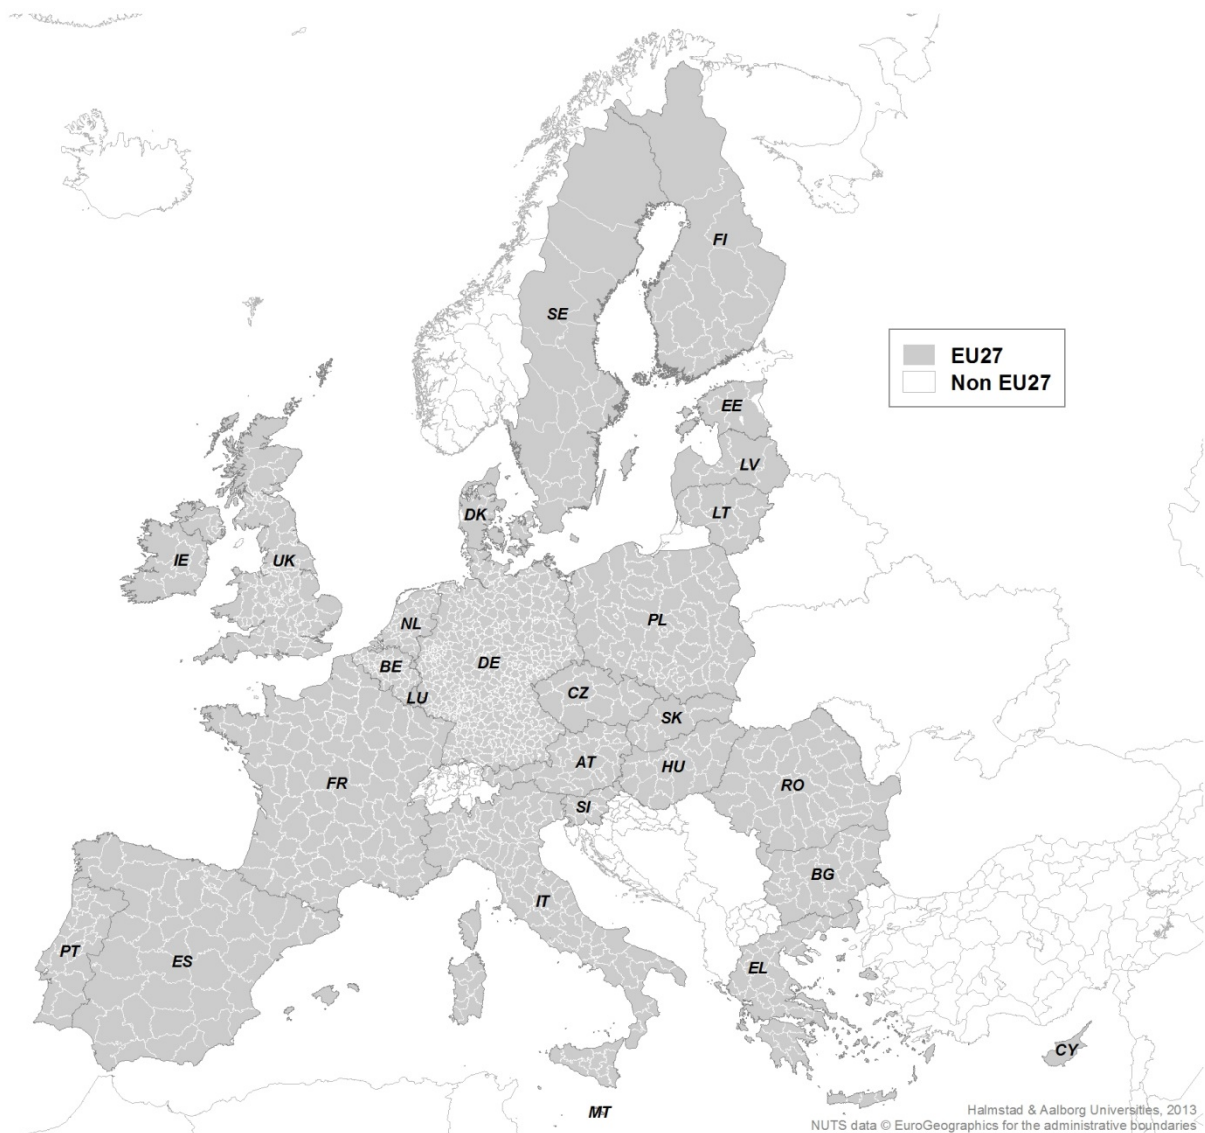 FI
SE
EU27
Non EU27
EE
LV
LT
DK
IE
UK
NL
PL
BE
DE
LU
CZ
SK
AT
HU
FR
RO
SI
BG
IT
PT
ES
EL
CY
MT
Halmstad & Aalborg Universities, 2013
NUTS data © EuroGeographics for the administrative boundaries